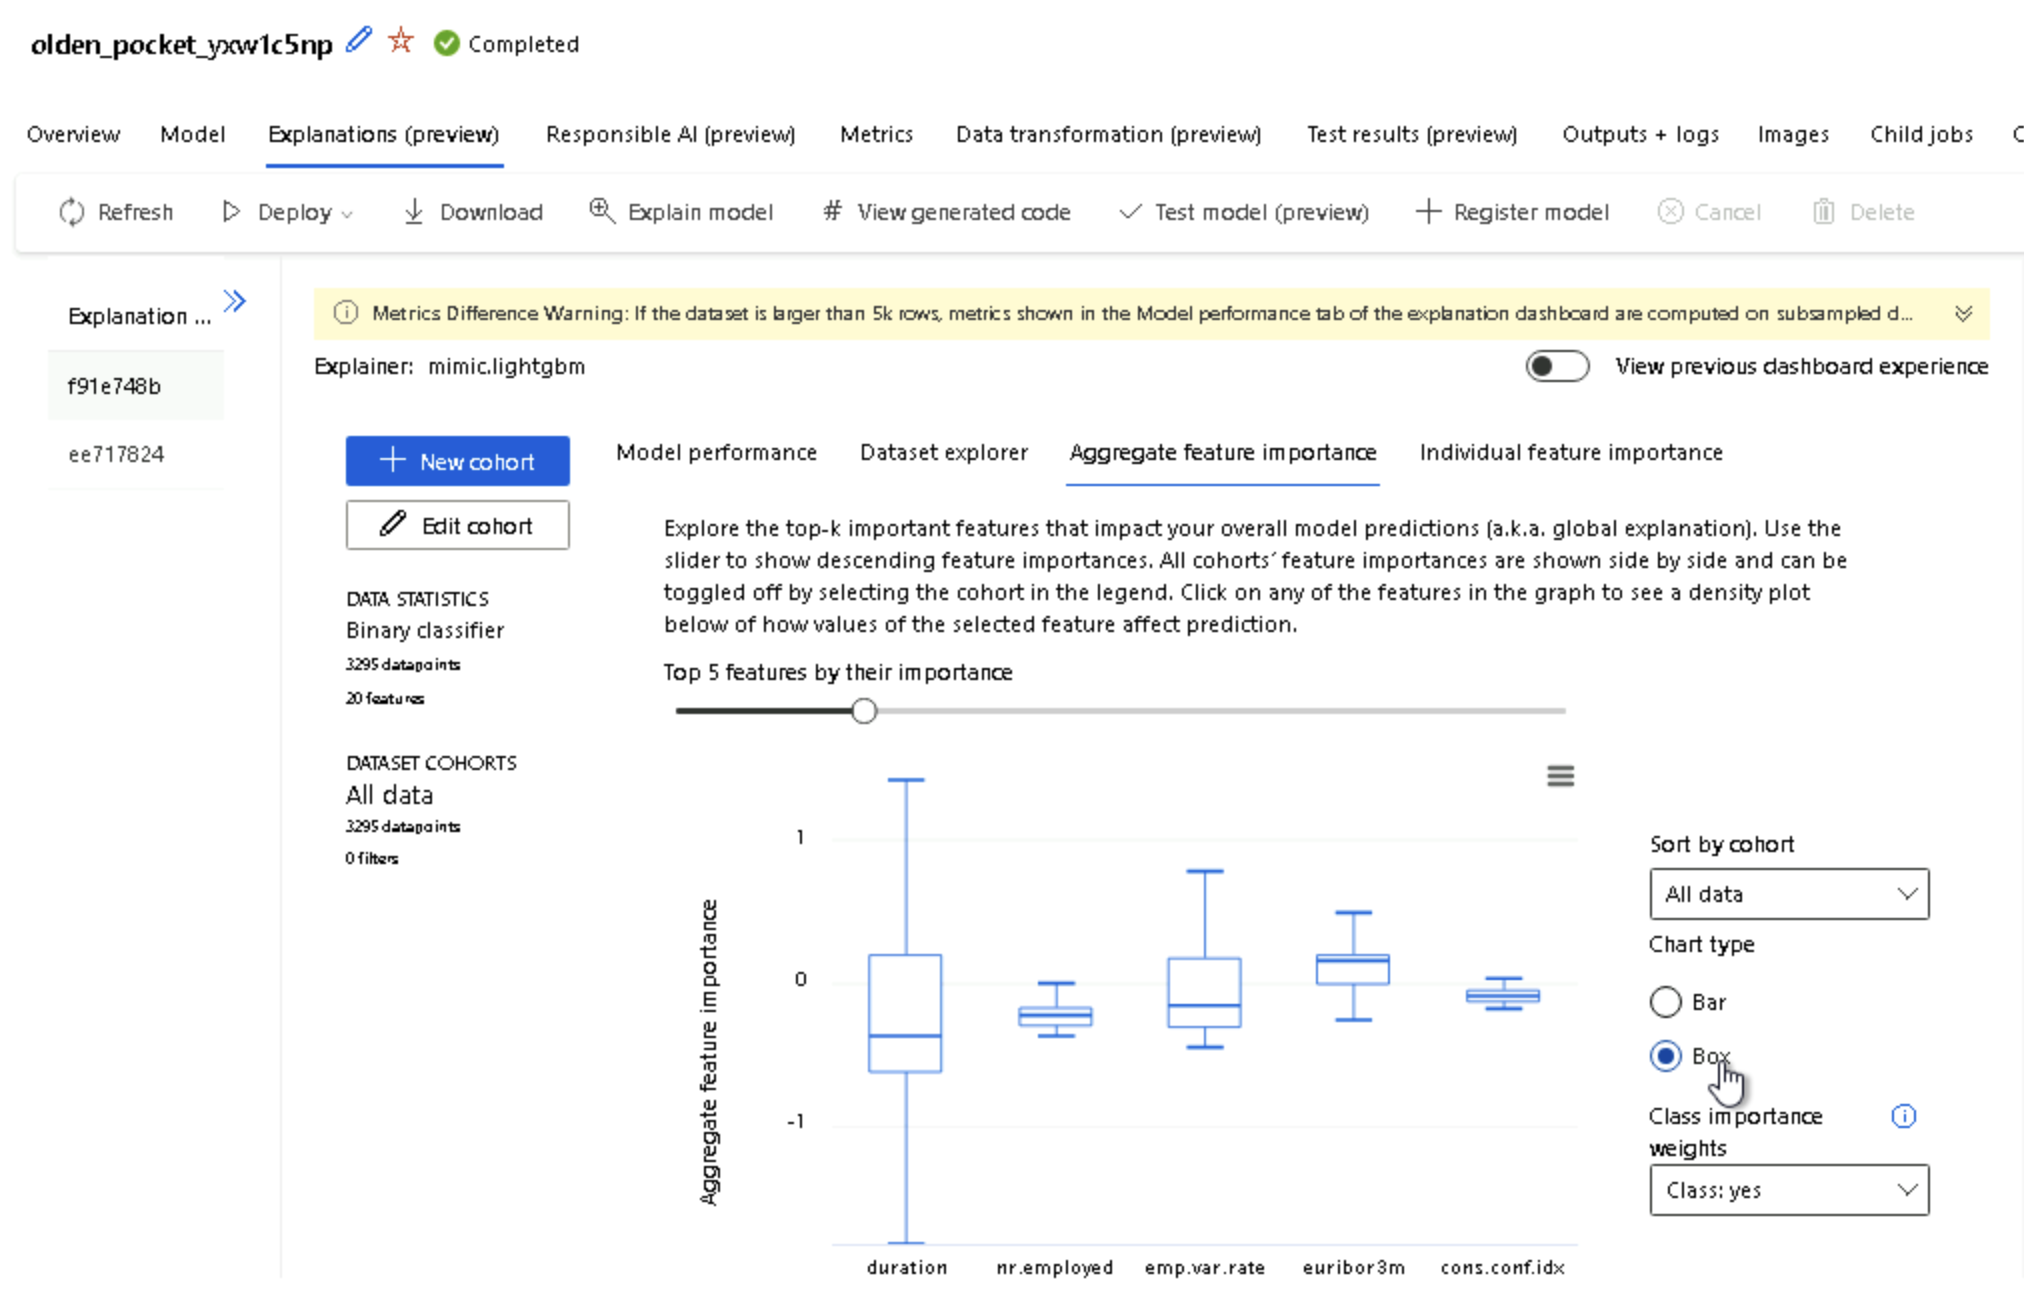 olden_pocket_yxw1c5np Completed
Overview Model Explanations (preview) Responsible AI (preview) Metrics Data transformation (preview) Test results (preview) Outputs + logs Images Child jobs
Refresh Deploy Download Explain model # View generated code Test model (preview) Register model Cancel Delete
Explanation ...
f91e748b
ee717824
Metrics Difference Warning: If the dataset is larger than 5k rows, metrics shown in the Model performance tab of the explanation dashboard are computed on subsampled d...
Explainer: mimic.lightgbm
View previous dashboard experience
New cohort
Edit cohort
DATA STATISTICS
Binary classifier
3295 datapoints
20 features
DATASET COHORTS
All data
3295 datapoints
0 filters
Model performance Dataset explorer Aggregate feature importance Individual feature importance
Explore the top-k important features that impact your overall model predictions (a.k.a. global explanation). Use the
slider to show descending feature importances. All cohorts’ feature importances are shown side by side and can be
toggled off by selecting the cohort in the legend. Click on any of the features in the graph to see a density plot
below of how values of the selected feature affect prediction.
Top 5 features by their importance
Aggregate feature importance
1
0
-1
duration nr.employed emp.var.rate euribor3m cons.conf.idx
Sort by cohort
All data
Chart type
Bar
Box
Class importance
weights
Class: yes